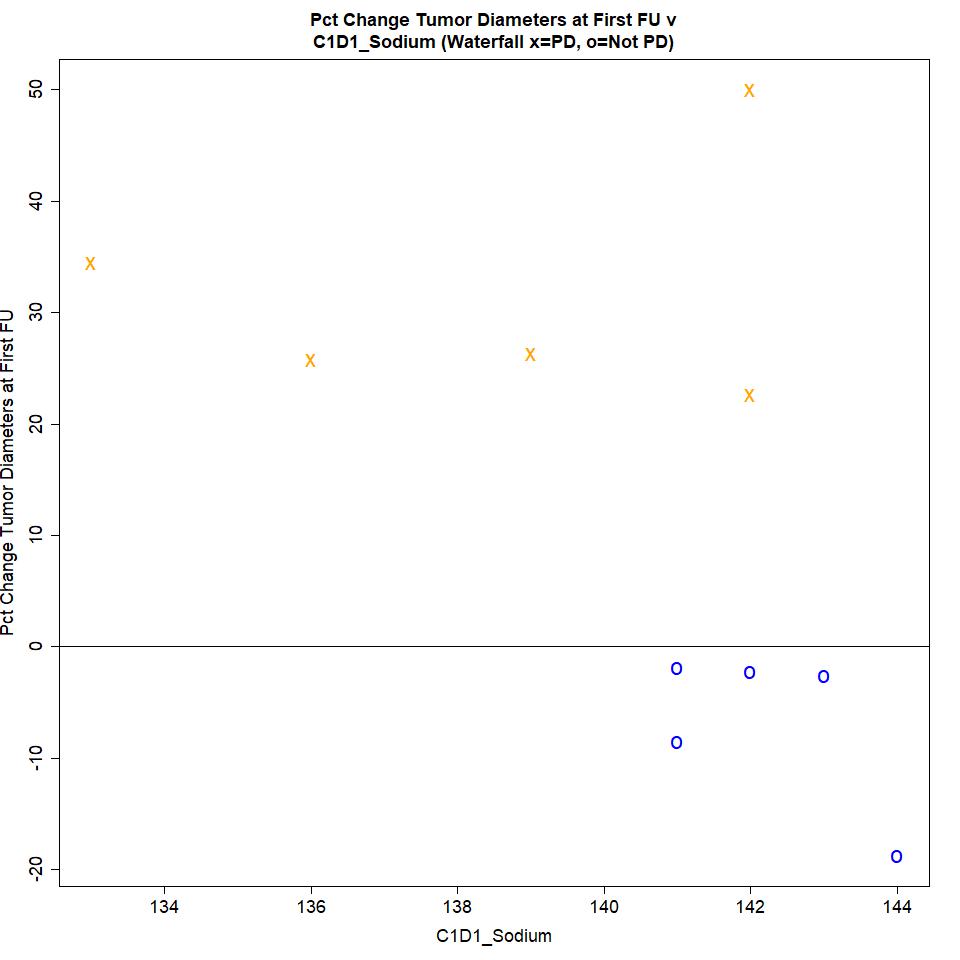 Pct Change Tumor Diameters at First FU v
C1D1_Sodium (Waterfall x=PD, o=Not PD)
Pct Change Tumor Diameters at First FU
50
40
30
20
10
0
-10
-20
x
x
x
x
x
o
o
o
o
o
134
136
138
140
142
144
C1D1_Sodium